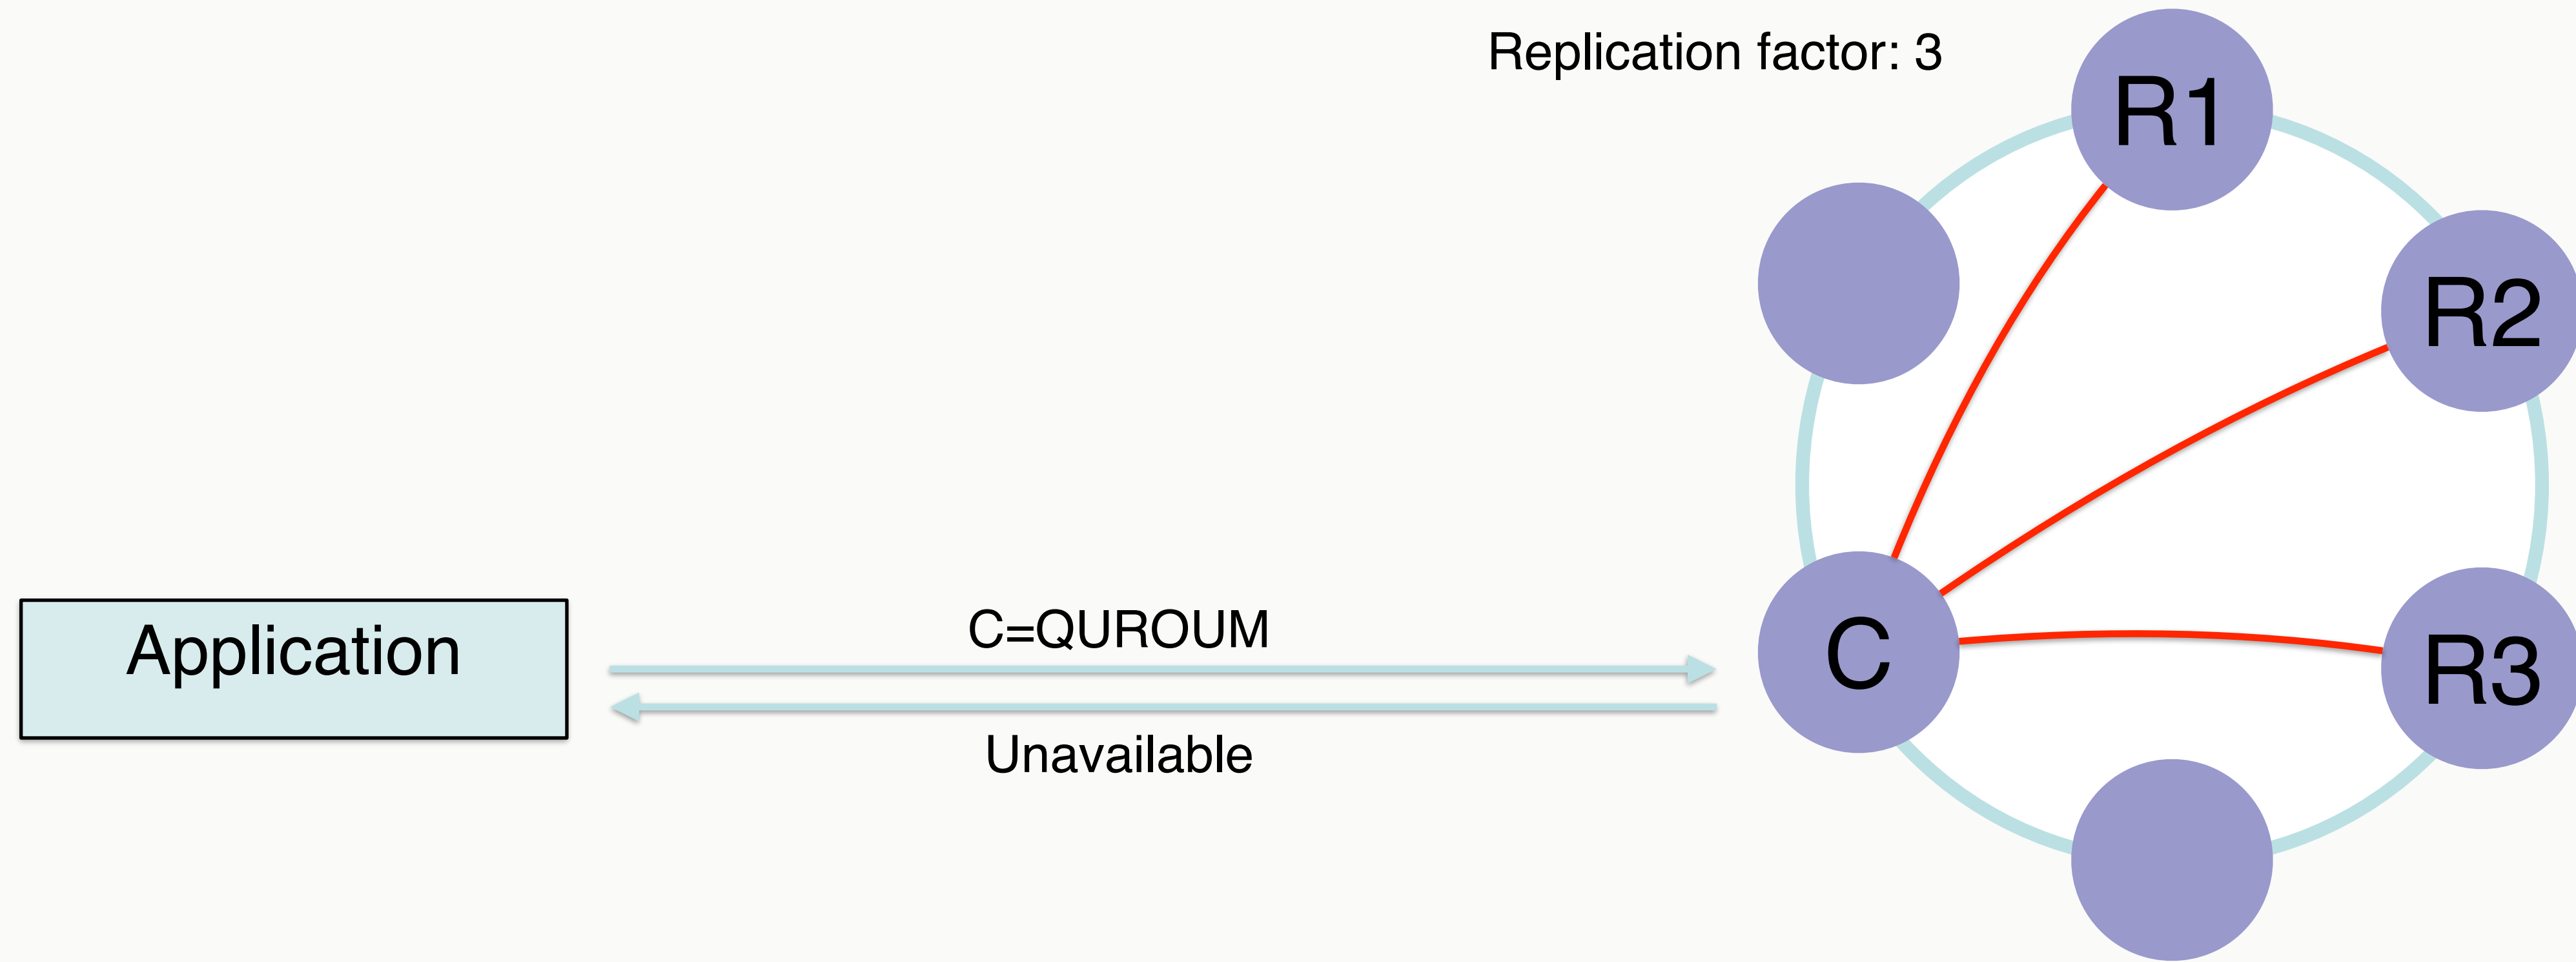 Replication factor: 3
R1
R2
Application
C=QUROUM
C
R3
Unavailable